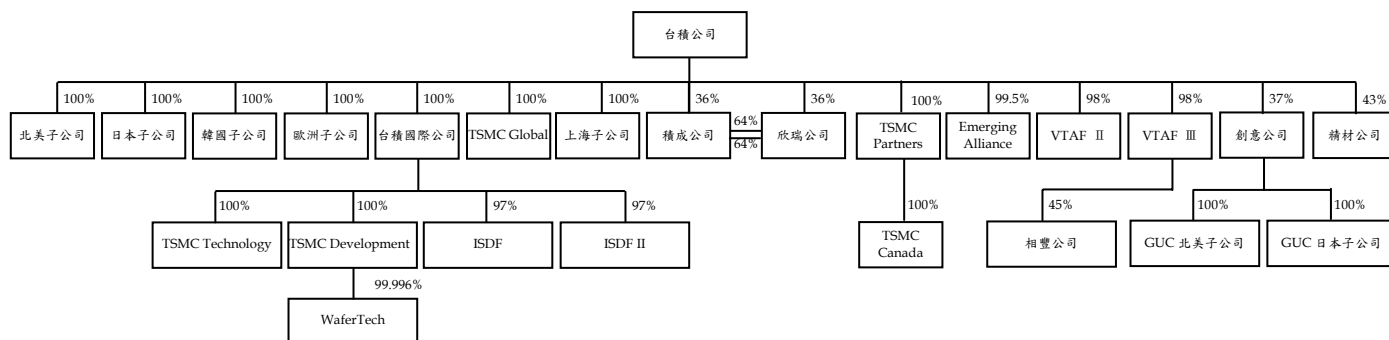 台積公司
100%
100%
100%
100%
100%
100%
100%
36%
36%
100%
99.5%
98%
98%
37%
43%
北美子公司
日本子公司
韓國子公司
歐洲子公司
台積國際公司
TSMC Global
上海子公司
積成公司
64%
64%
欣瑞公司
TSMC
Partners
Emerging
Alliance
VTAF II
VTAF III
創意公司
精材公司
100%
100%
97%
97%
100%
45%
100%
100%
TSMC Technology
TSMC Development
ISDF
ISDF II
TSMC
Canada
相豐公司
GUC 北美子公司
GUC 日本子公司
99.996%
WaferTech